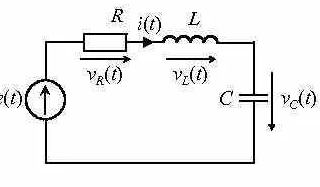 R i(t) L
v_R(t) v_L(t)
e(t) C v_C(t)